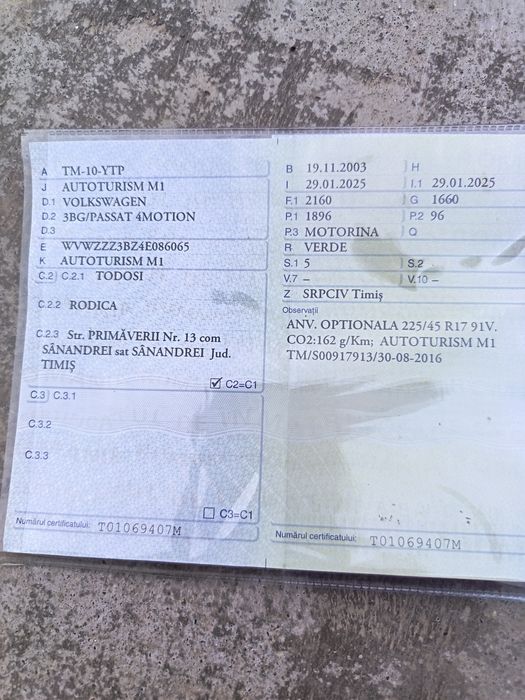 A TM-10-YTP
J AUTOTURISM M1
D.1 VOLKSWAGEN
D.2 3BG/PASSAT 4MOTION
D.3
E WVWZZZ3BZ4E086065
K AUTOTURISM M1
C.2 C.2.1 TODOSI
C.2.2 RODICA
C.2.3 Str. PRIMĂVERII Nr. 13 com
SÂNANDREI sat SÂNANDREI Jud.
TIMIŞ
☑ C2=C1
C.3 C.3.1
C.3.2
C.3.3
☐ C3=C1
Numărul certificatului: T01069407M
B 19.11.2003 H
I 29.01.2025 I.1 29.01.2025
F.1 2160 G 1660
P.1 1896 P.2 96
P.3 MOTORINA Q
R VERDE
S.1 5 S.2
V.7 – V.10 –
Z SRPCIV Timiş
Observaţii
ANV. OPTIONALA 225/45 R17 91V.
CO2:162 g/Km; AUTOTURISM M1
TM/S00917913/30-08-2016
Numărul certificatului: T01069407M